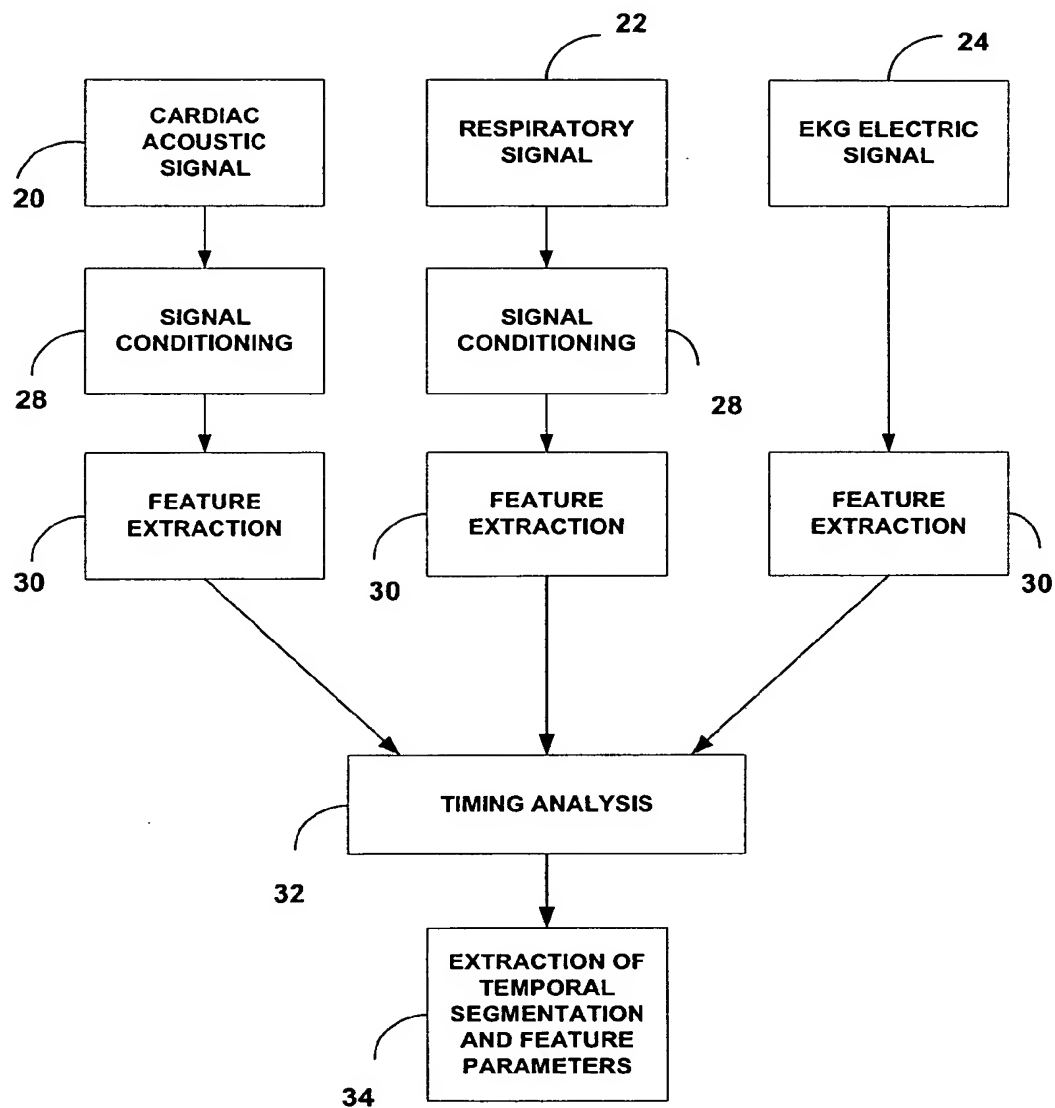 22
24
CARDIAC
ACOUSTIC
SIGNAL
RESPIRATORY
SIGNAL
EKG ELECTRIC
SIGNAL
20
SIGNAL
CONDITIONING
SIGNAL
CONDITIONING
28
28
FEATURE
EXTRACTION
FEATURE
EXTRACTION
FEATURE
EXTRACTION
30
30
30
TIMING ANALYSIS
32
EXTRACTION OF
TEMPORAL
SEGMENTATION
AND FEATURE
PARAMETERS
34